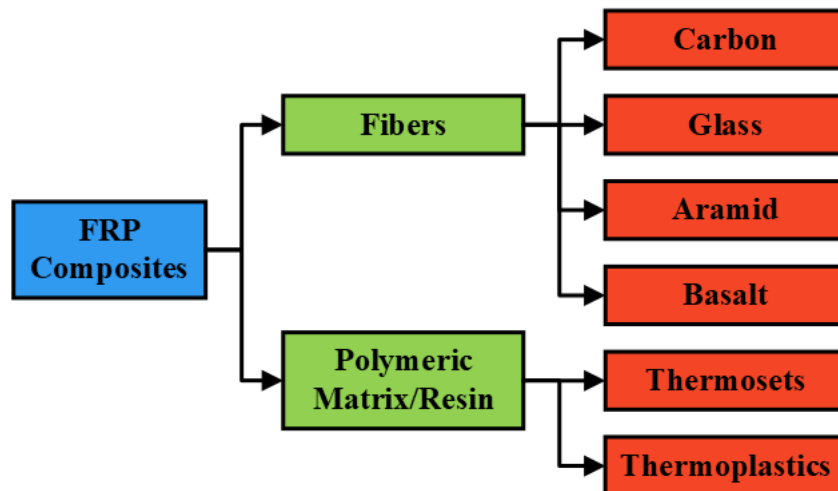 FRP
Composites
Fibers
Polymeric
Matrix/Resin
Carbon
Glass
Aramid
Basalt
Thermosets
Thermoplastics